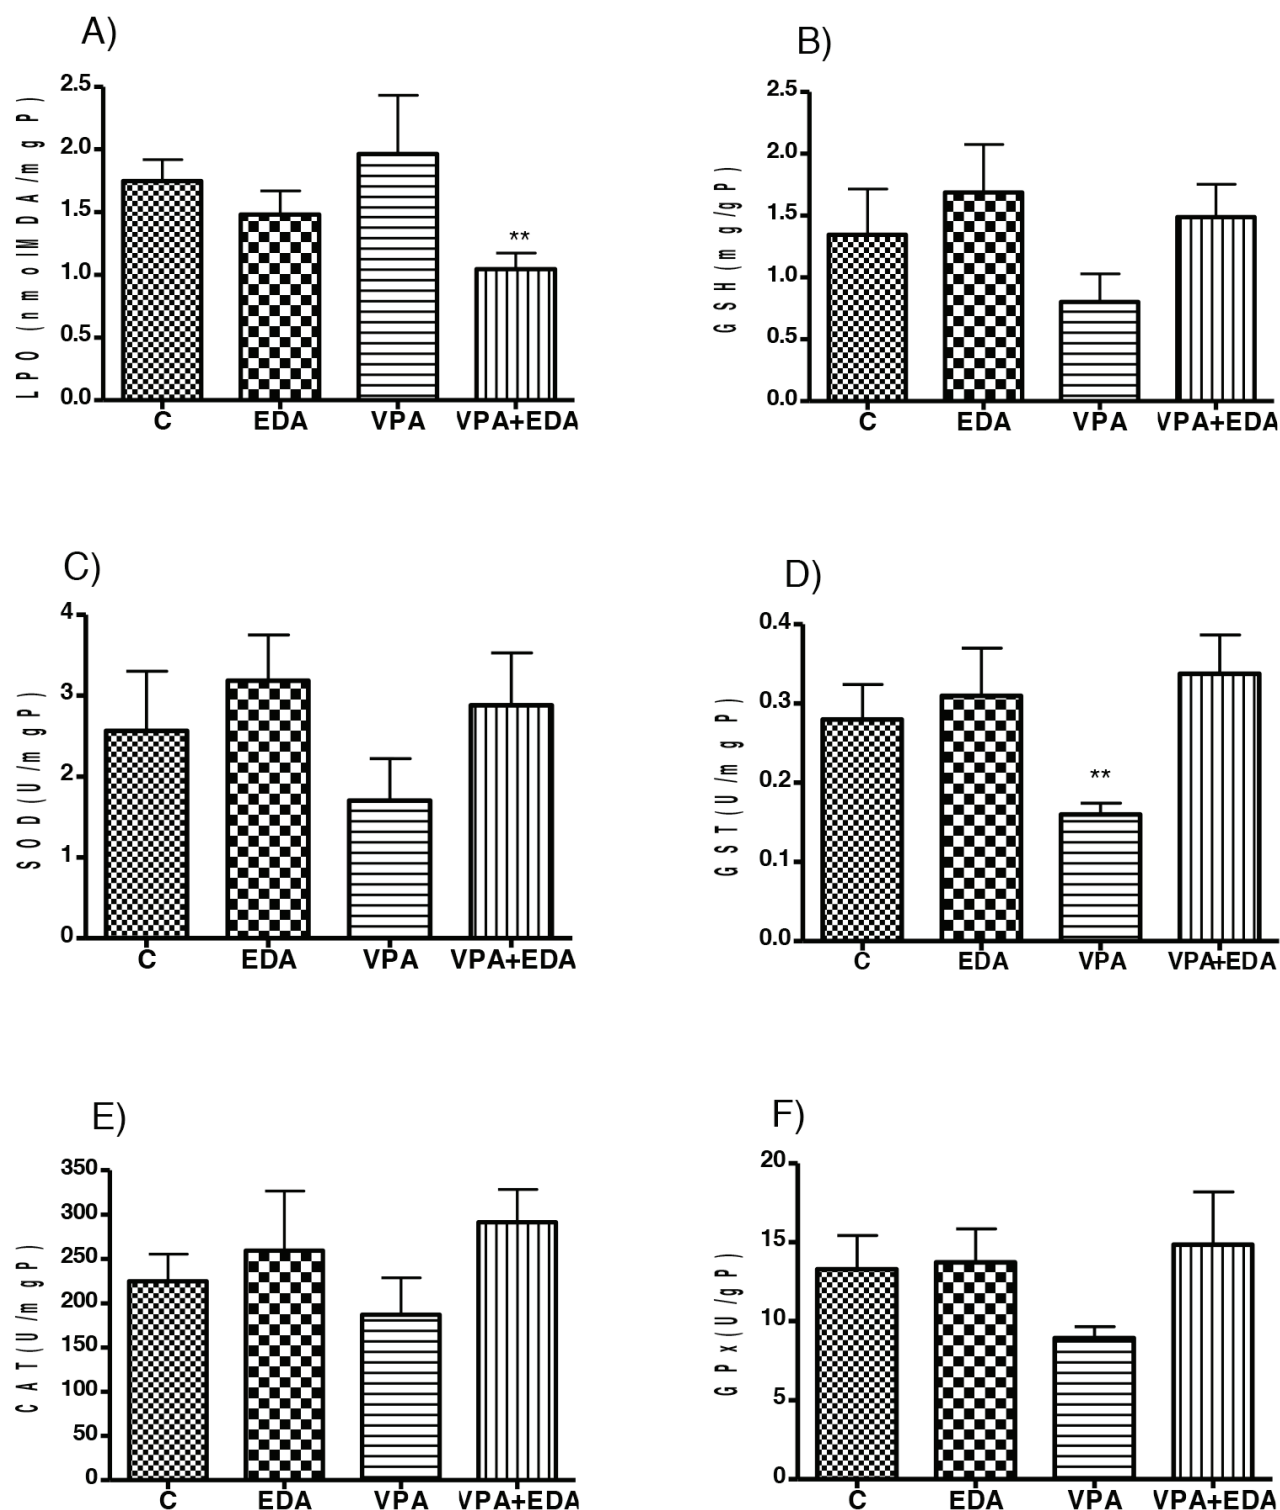 A)
LPO (nmolMDA/mg P)
2.5
2.0
1.5
1.0
0.5
0.0
**
C EDA VPA VPA+EDA
B)
GSH(mg/gP)
2.5
2.0
1.5
1.0
0.5
0.0
C EDA VPA VPA+EDA
C)
SOD(U/mgP)
4
3
2
1
0
C EDA VPA VPA+EDA
D)
GST(U/mgP)
0.4
0.3
0.2
0.1
0.0
**
C EDA VPA VPA+EDA
E)
CAT(U/mgP)
350
300
250
200
150
100
50
0
C EDA VPA VPA+EDA
F)
GPx(U/gP)
20
15
10
5
0
C EDA VPA VPA+EDA